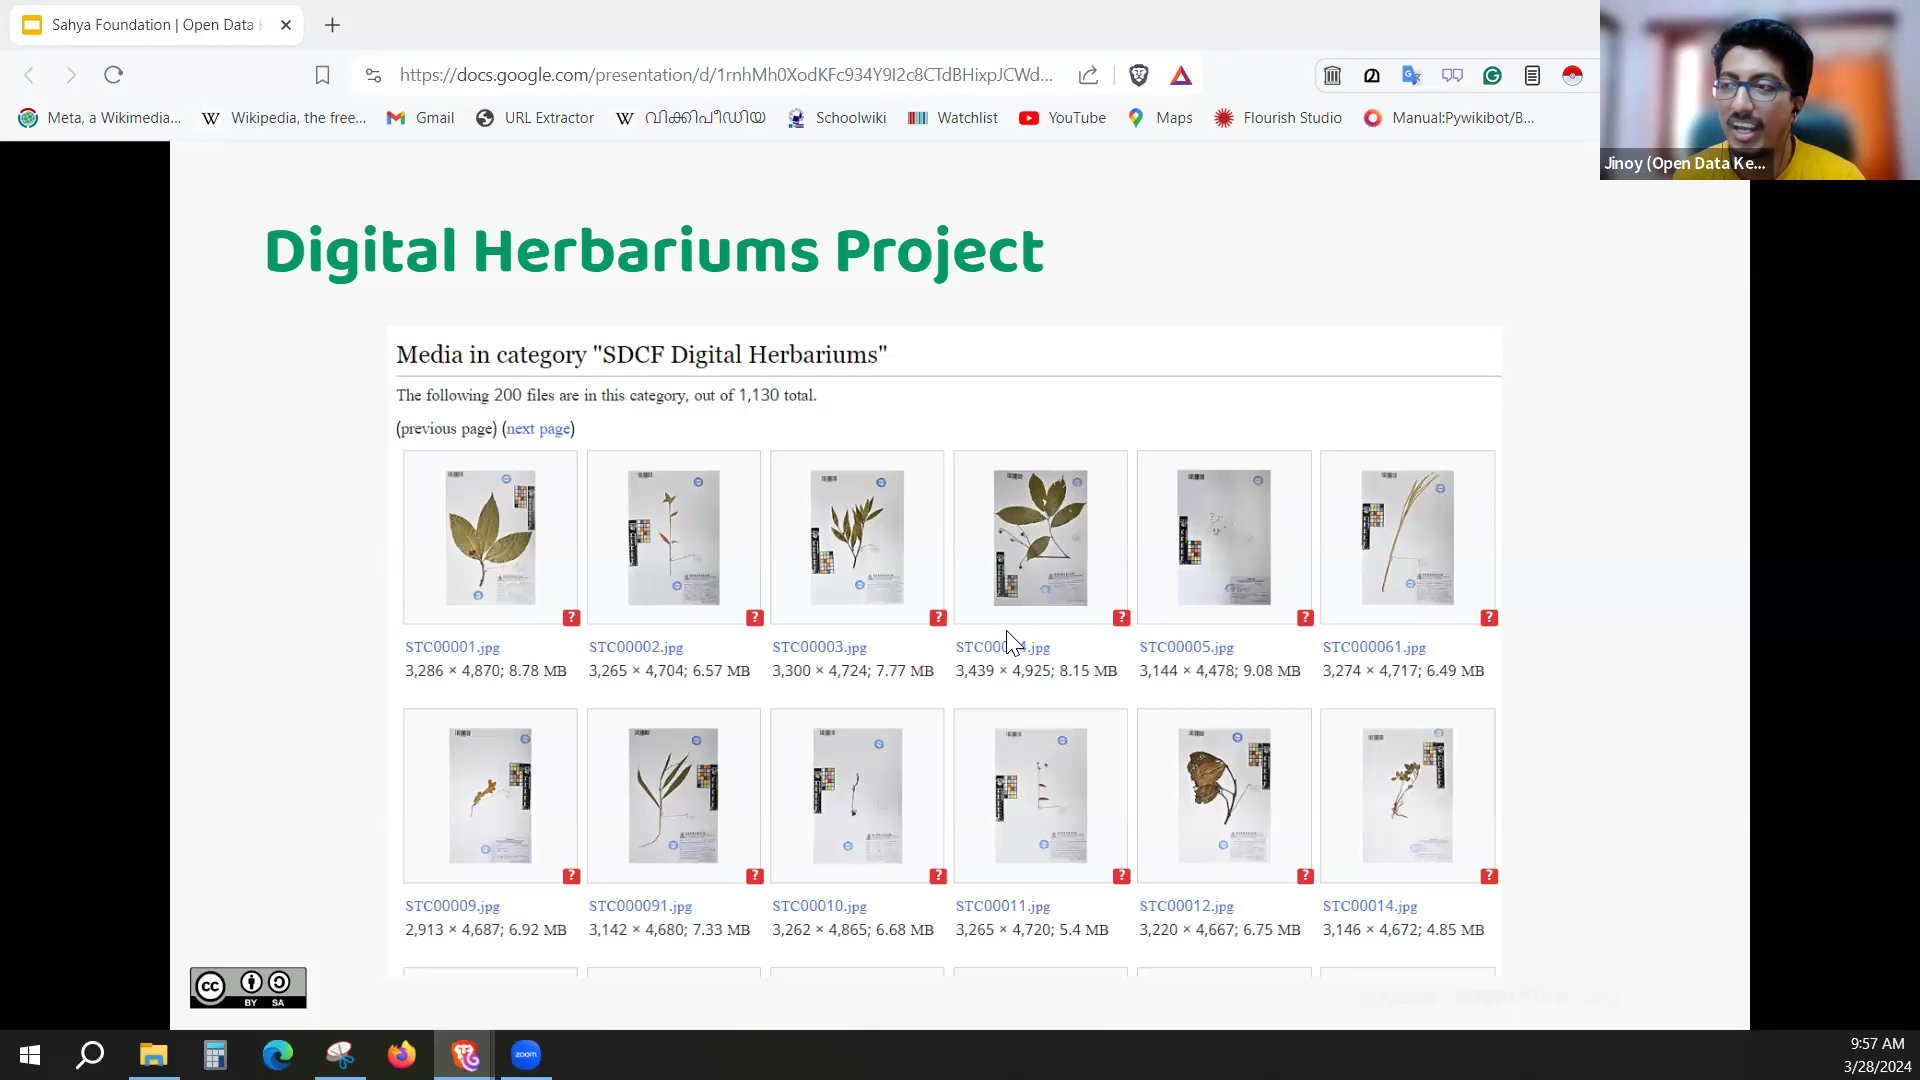 Sahya Foundation | Open Data
https://docs.google.com/presentation/d/1rnhMh0XodKFc934Y9I2c8CTdBHixpJCWd...
Meta, a Wikimedia... Wikipedia, the free... Gmail URL Extractor വിക്കിപീഡിയ Schoolwiki Watchlist YouTube Maps Flourish Studio Manual:Pywikibot/B...
Jinoy (Open Data Ke...
Digital Herbariums Project
Media in category "SDCF Digital Herbariums"
The following 200 files are in this category, out of 1,130 total.
(previous page) (next page)
? ? ? ? ? ?
STC00001.jpg STC00002.jpg STC00003.jpg .jpg STC00005.jpg STC000061.jpg
3,286 × 4,870; 8.78 MB 3,265 × 4,704; 6.57 MB 3,300 × 4,724; 7.77 MB 3,439 × 4,925; 8.15 MB 3,144 × 4,478; 9.08 MB 3,274 × 4,717; 6.49 MB
? ? ? ? ? ?
STC00009.jpg STC000091.jpg STC00010.jpg STC00011.jpg STC00012.jpg STC00014.jpg
2,913 × 4,687; 6.92 MB 3,142 × 4,680; 7.33 MB 3,262 × 4,865; 6.68 MB 3,265 × 4,720; 5.4 MB 3,220 × 4,667; 6.75 MB 3,146 × 4,672; 4.85 MB
cc
BY SA
zoom
9:57 AM
3/28/2024